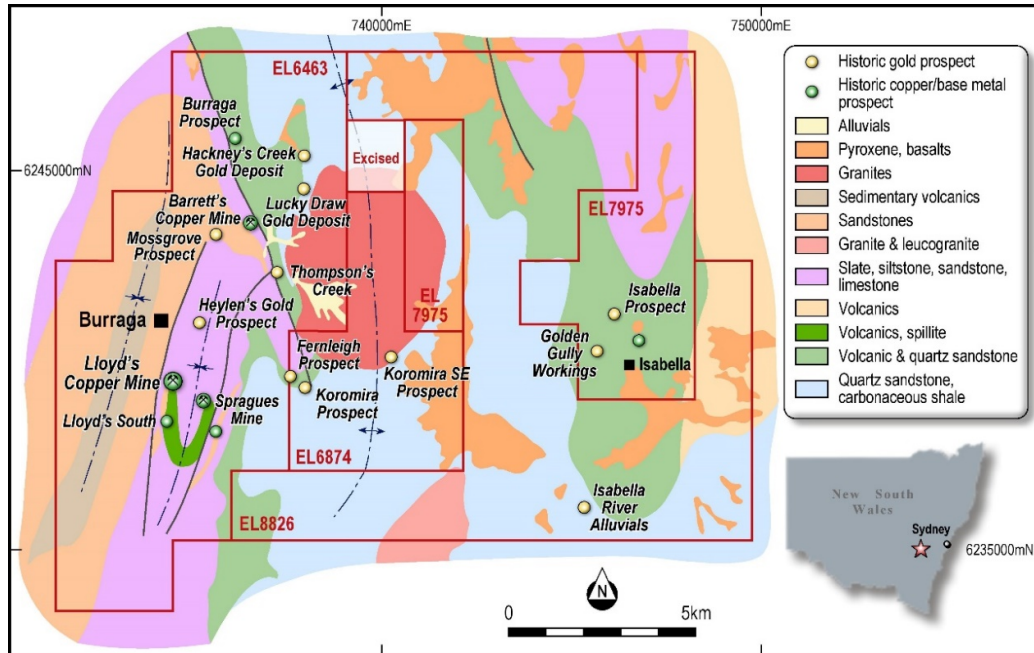 740000mE
750000mE
EL6463
Burraga
Prospect
Hackney's Creek
Gold Deposit
Excised
6245000mN
Barrett's
Copper Mine
Lucky Draw
Gold Deposit
Mossgrove
Prospect
EL7975
Thompson's
Creek
EL
7975
Isabella
Prospect
Burraga
Heylen's Gold
Prospect
Golden
Gully
Workings
Isabella
Fernleigh
Prospect
Lloyd's
Copper Mine
Koromira SE
Prospect
Koromira
Prospect
Spragues
Mine
Lloyd's South
EL6874
Isabella
River
Alluvials
EL8826
N
0
5km
Historic gold prospect
Historic copper/base metal
prospect
Alluvials
Pyroxene, basalts
Granites
Sedimentary volcanics
Sandstones
Granite & leucogranite
Slate, siltstone, sandstone,
limestone
Volcanics
Volcanics, spillite
Volcanic & quartz sandstone
Quartz sandstone,
carbonaceous shale
New South
Wales
Sydney
6235000mN